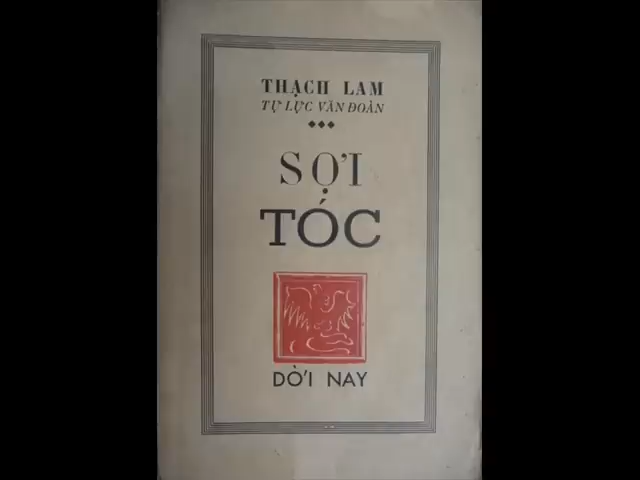 THẠCH LAM
TỰ LỰC VĂN ĐOÀN
SỢI
TÓC
ĐỜI NAY